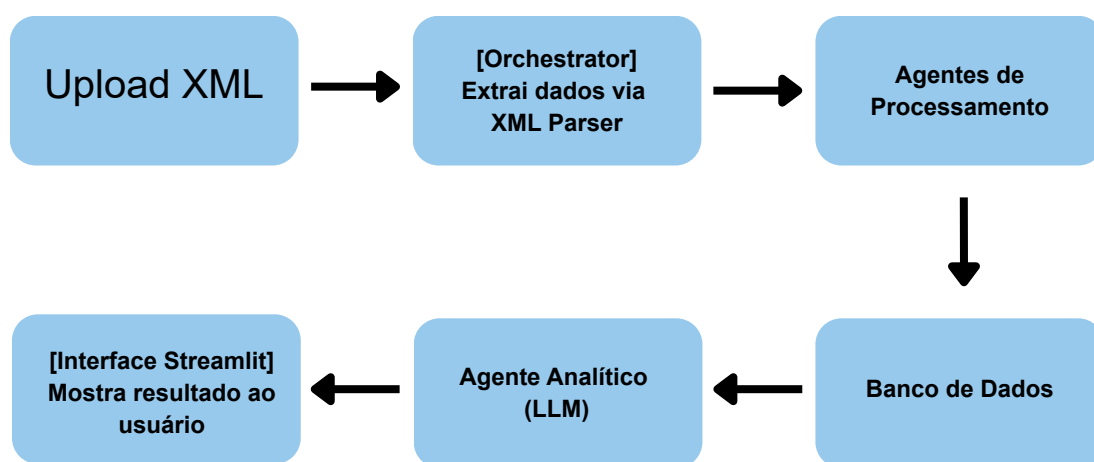 Upload XML
[Orchestrator]
Extrai dados via
XML Parser
Agentes de
Processamento
[Interface Streamlit]
Mostra resultado ao
usuário
Agente Analítico
(LLM)
Banco de Dados